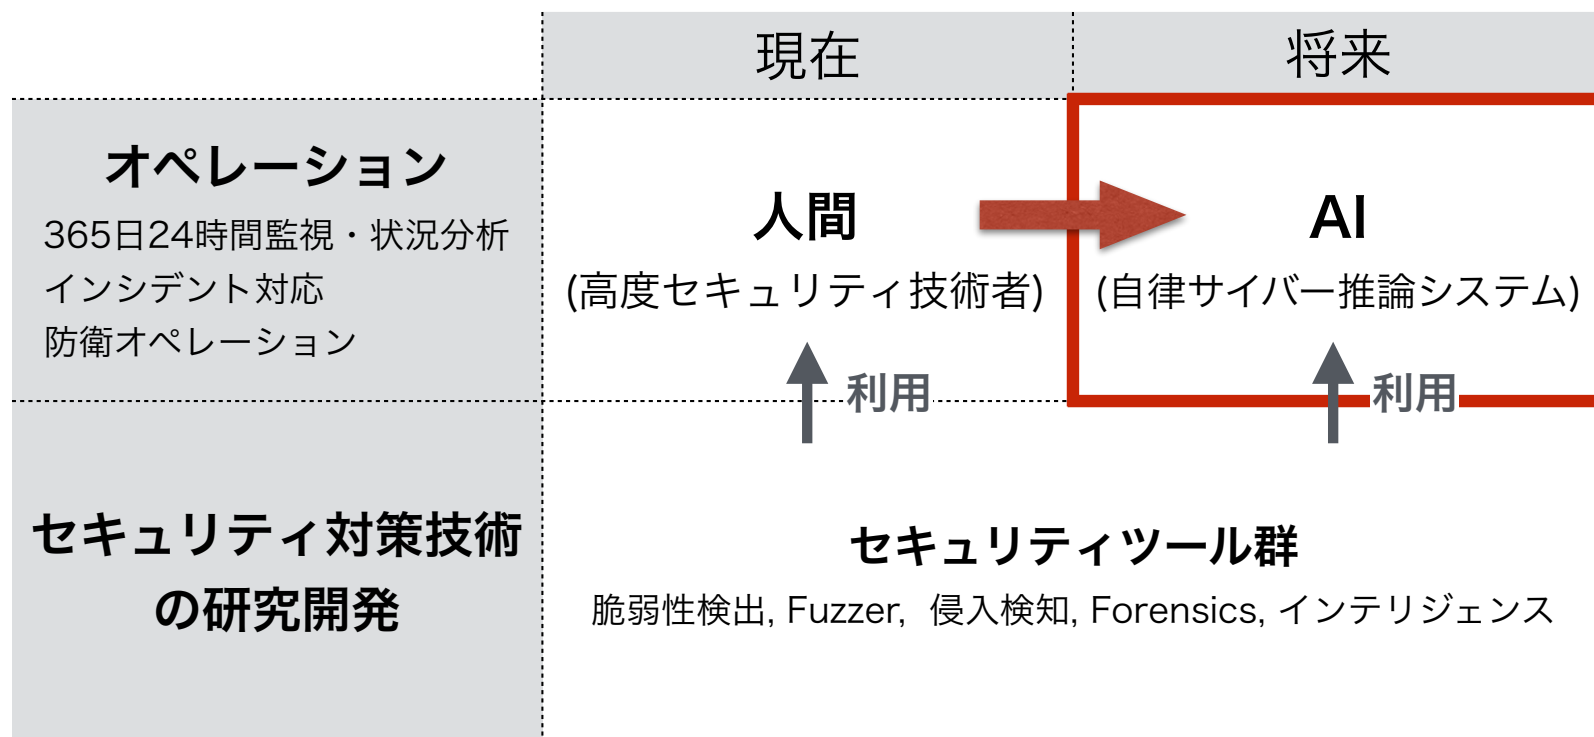 現在
将来
オペレーション
365日24時間監視・状況分析
インシデント対応
防衛オペレーション
人間
(高度セキュリティ技術者)
AI
(自律サイバー推論システム)
利用
利用
セキュリティ対策技術
の研究開発
セキュリティツール群
脆弱性検出, Fuzzer, 侵入検知, Forensics, インテリジェンス